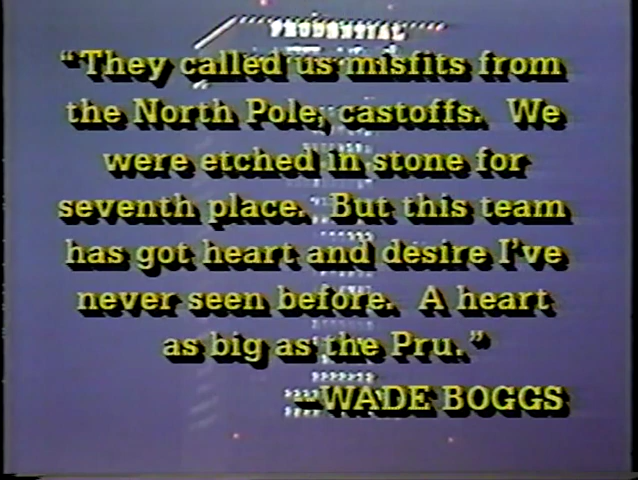 PRUDENTIAL
“They called us misfits from
the North Pole, castoffs. We
were etched in stone for
seventh place. But this team
has got heart and desire I’ve
never seen before. A heart
as big as the Pru.”
--WADE BOGGS